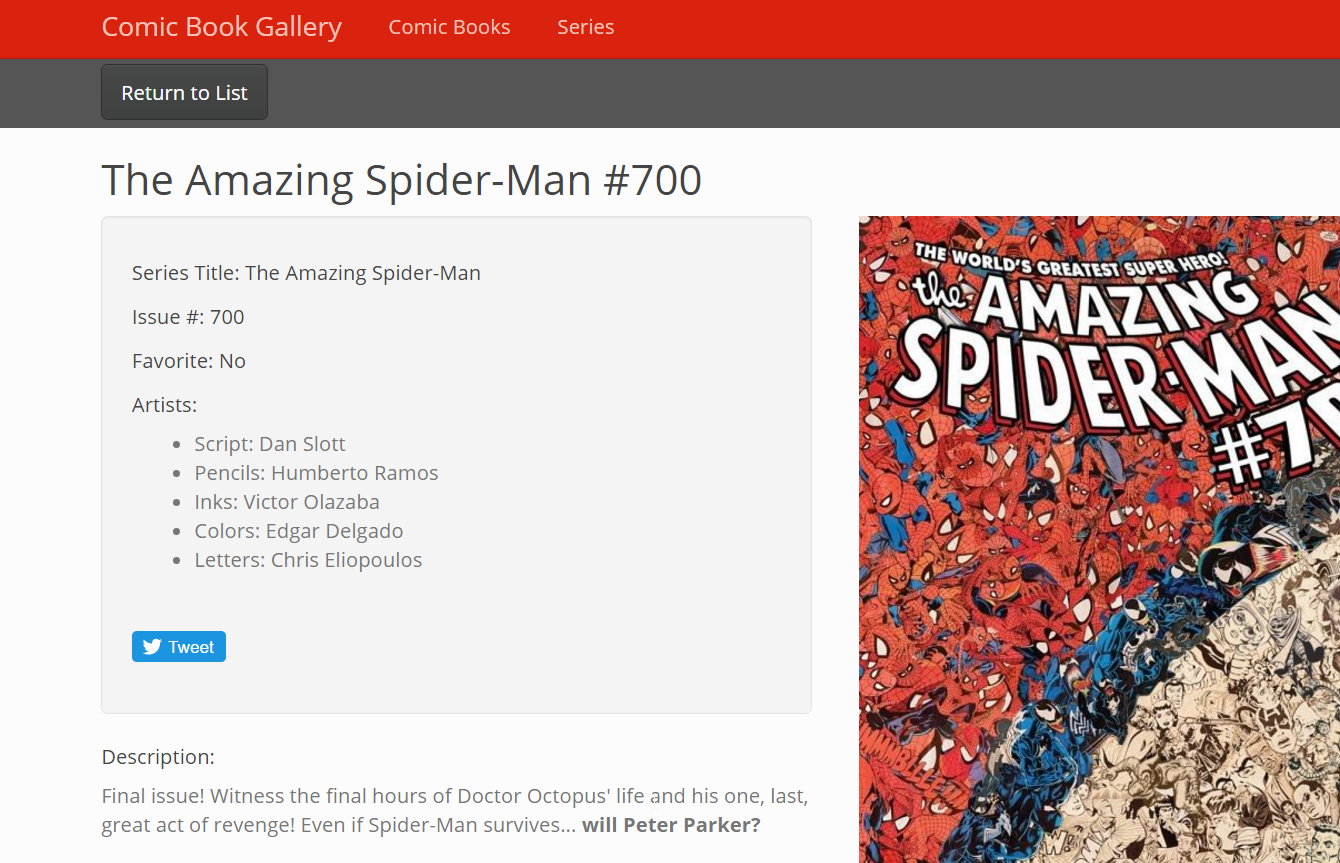 Comic Book Gallery Comic Books Series
Return to List
The Amazing Spider-Man #700
Series Title: The Amazing Spider-Man
Issue #: 700
Favorite: No
Artists:
Script: Dan Slott
Pencils: Humberto Ramos
Inks: Victor Olazaba
Colors: Edgar Delgado
Letters: Chris Eliopoulos
Tweet
Description:
Final issue! Witness the final hours of Doctor Octopus' life and his one, last,
great act of revenge! Even if Spider-Man survives... will Peter Parker?
THE WORLD'S GREATEST SUPER HERO!
the AMAZING
SPIDER-MAN
#70